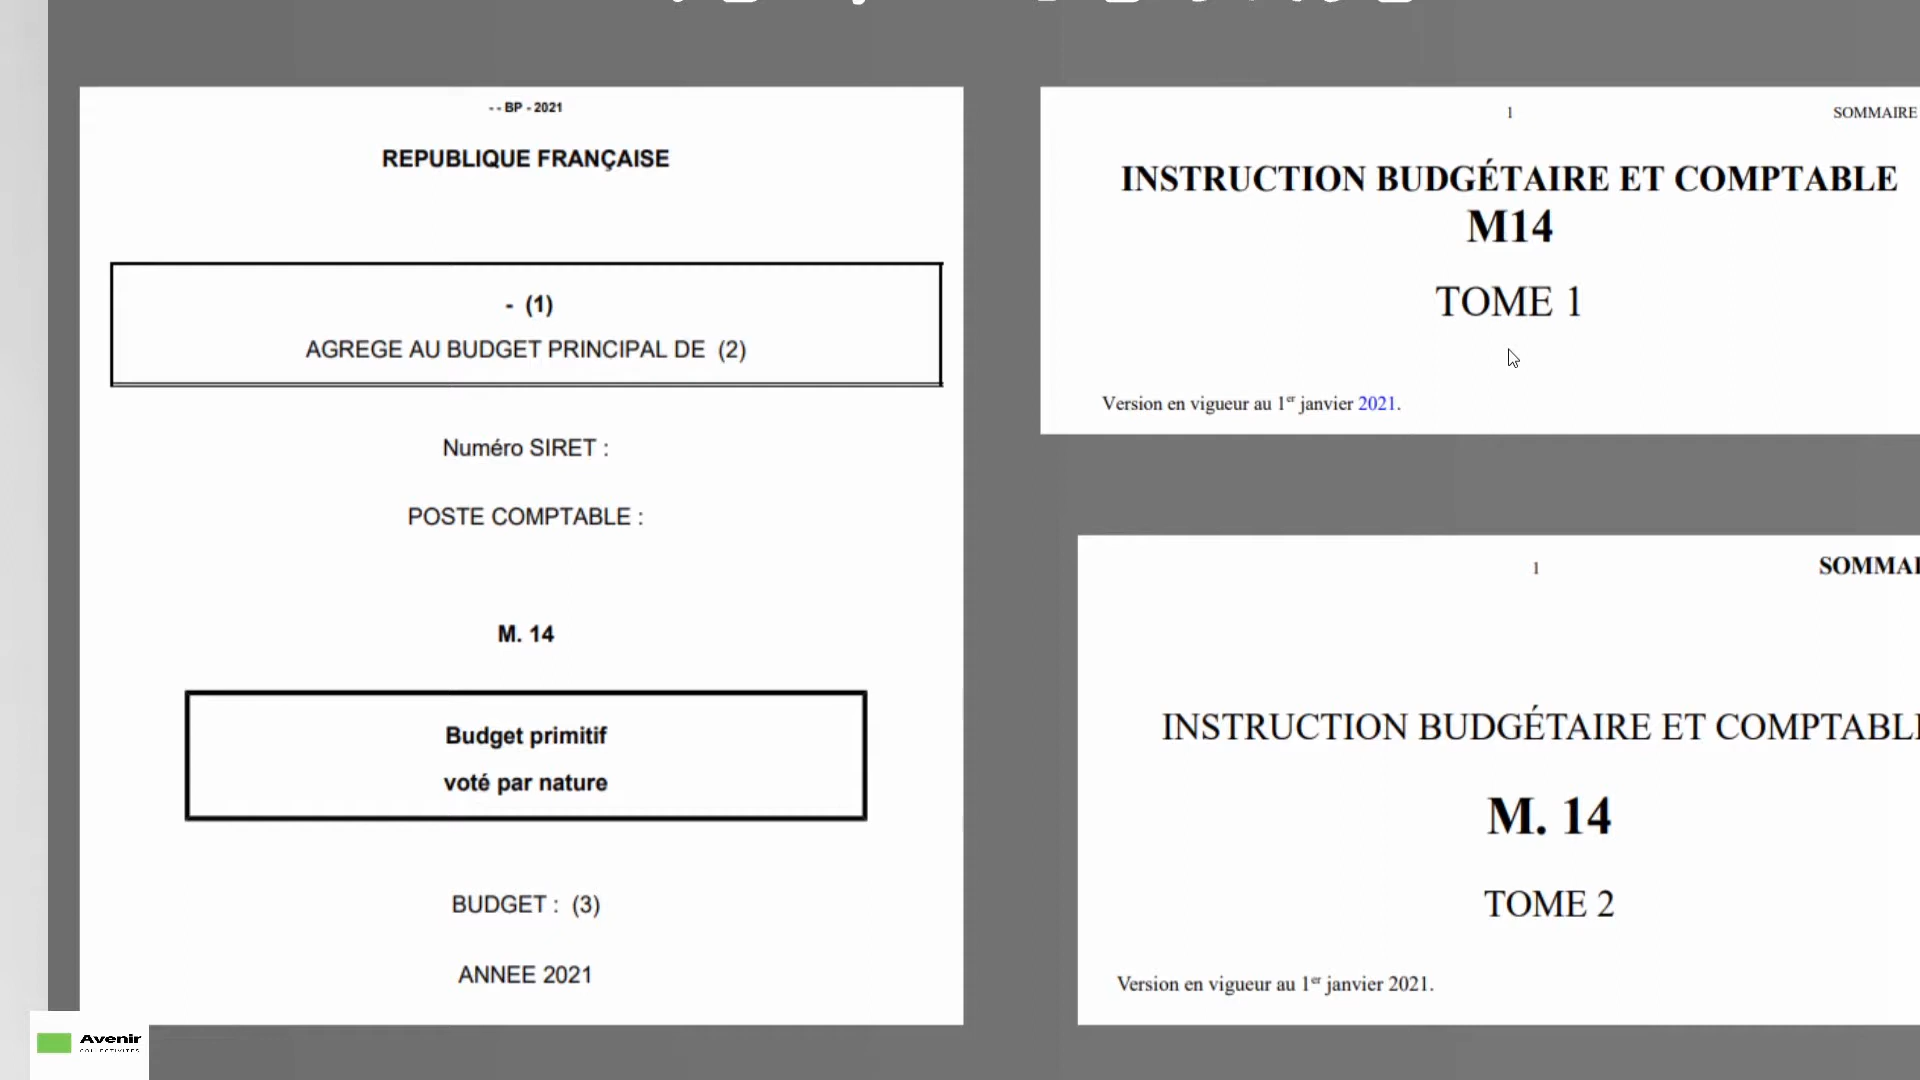 - - BP - 2021
REPUBLIQUE FRANÇAISE
- (1)
AGREGE AU BUDGET PRINCIPAL DE (2)
Numéro SIRET :
POSTE COMPTABLE :
M. 14
Budget primitif
voté par nature
BUDGET : (3)
ANNEE 2021
1
SOMMAIRE
INSTRUCTION BUDGÉTAIRE ET COMPTABLE
M14
TOME 1
Version en vigueur au 1er janvier 2021.
1
INSTRUCTION BUDGÉTAIRE ET
M. 14
TOME 2
Version en vigueur au 1er janvier 2021.
Avenir
COLLECTIVITÉS